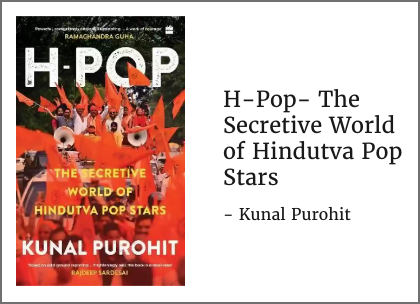 RAMACHANDRA GUHA
H-POP
THE SECRETIVE
WORLD OF
HINDUTVA POP STARS
KUNAL PUROHIT
RAJDEEP SARDESAI
H-Pop- The
Secretive World
of Hindutva Pop
Stars
- Kunal Purohit